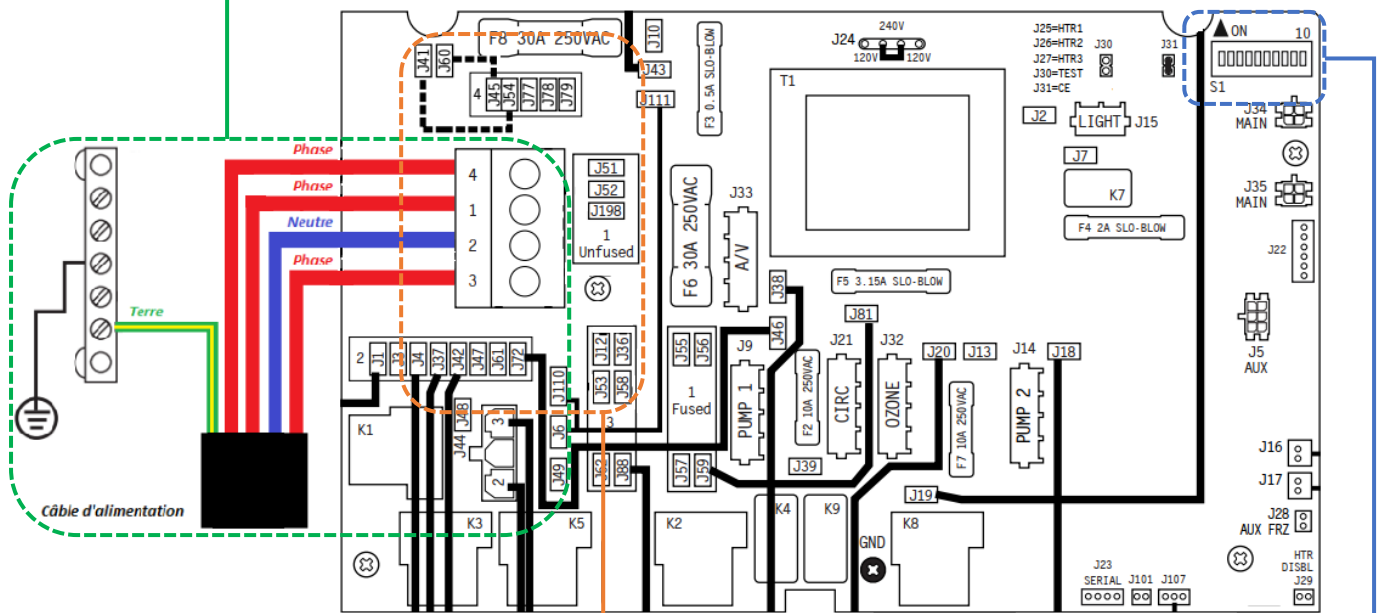 F8 30A 250VAC
J10
J41
J60
J43
4
J45
J54
J77
J78
J79
J111
F3 0.5A SLO-BLOW
240V
J24
120V
120V
T1
J25=HTR1
J26=HTR2
J27=HTR3
J30=TEST
J31=CE
J30
J31
ON
10
S1
J34
MAIN
J2
LIGHT
J15
J7
K7
J35
MAIN
F4 2A SLO-BLOW
J22
Phase
4
Phase
1
Neutre
2
Phase
3
J51
J52
J198
1
Unfused
F6 30A 250VAC
J33
A/V
J38
F5 3.15A SLO-BLOW
J5
AUX
Terre
2
J1
J3
J4
J37
J42
J47
J61
J72
J12
J36
J53
J58
3
J62
J88
J55
J56
1
Fused
J57
J59
J46
J9
PUMP 1
F2 10A 250VAC
J81
J21
CIRC
J32
OZONE
J20
J13
F7 10A 250VAC
J14
PUMP 2
J18
J110
J6
J49
K1
J48
J44
3
2
J39
J19
J16
J17
J28
AUX FRZ
Câbie d'alimentation
K3
K5
K2
K4
K9
K8
GND
J23
SERIAL
J101
J107
HTR
DISBL
J29